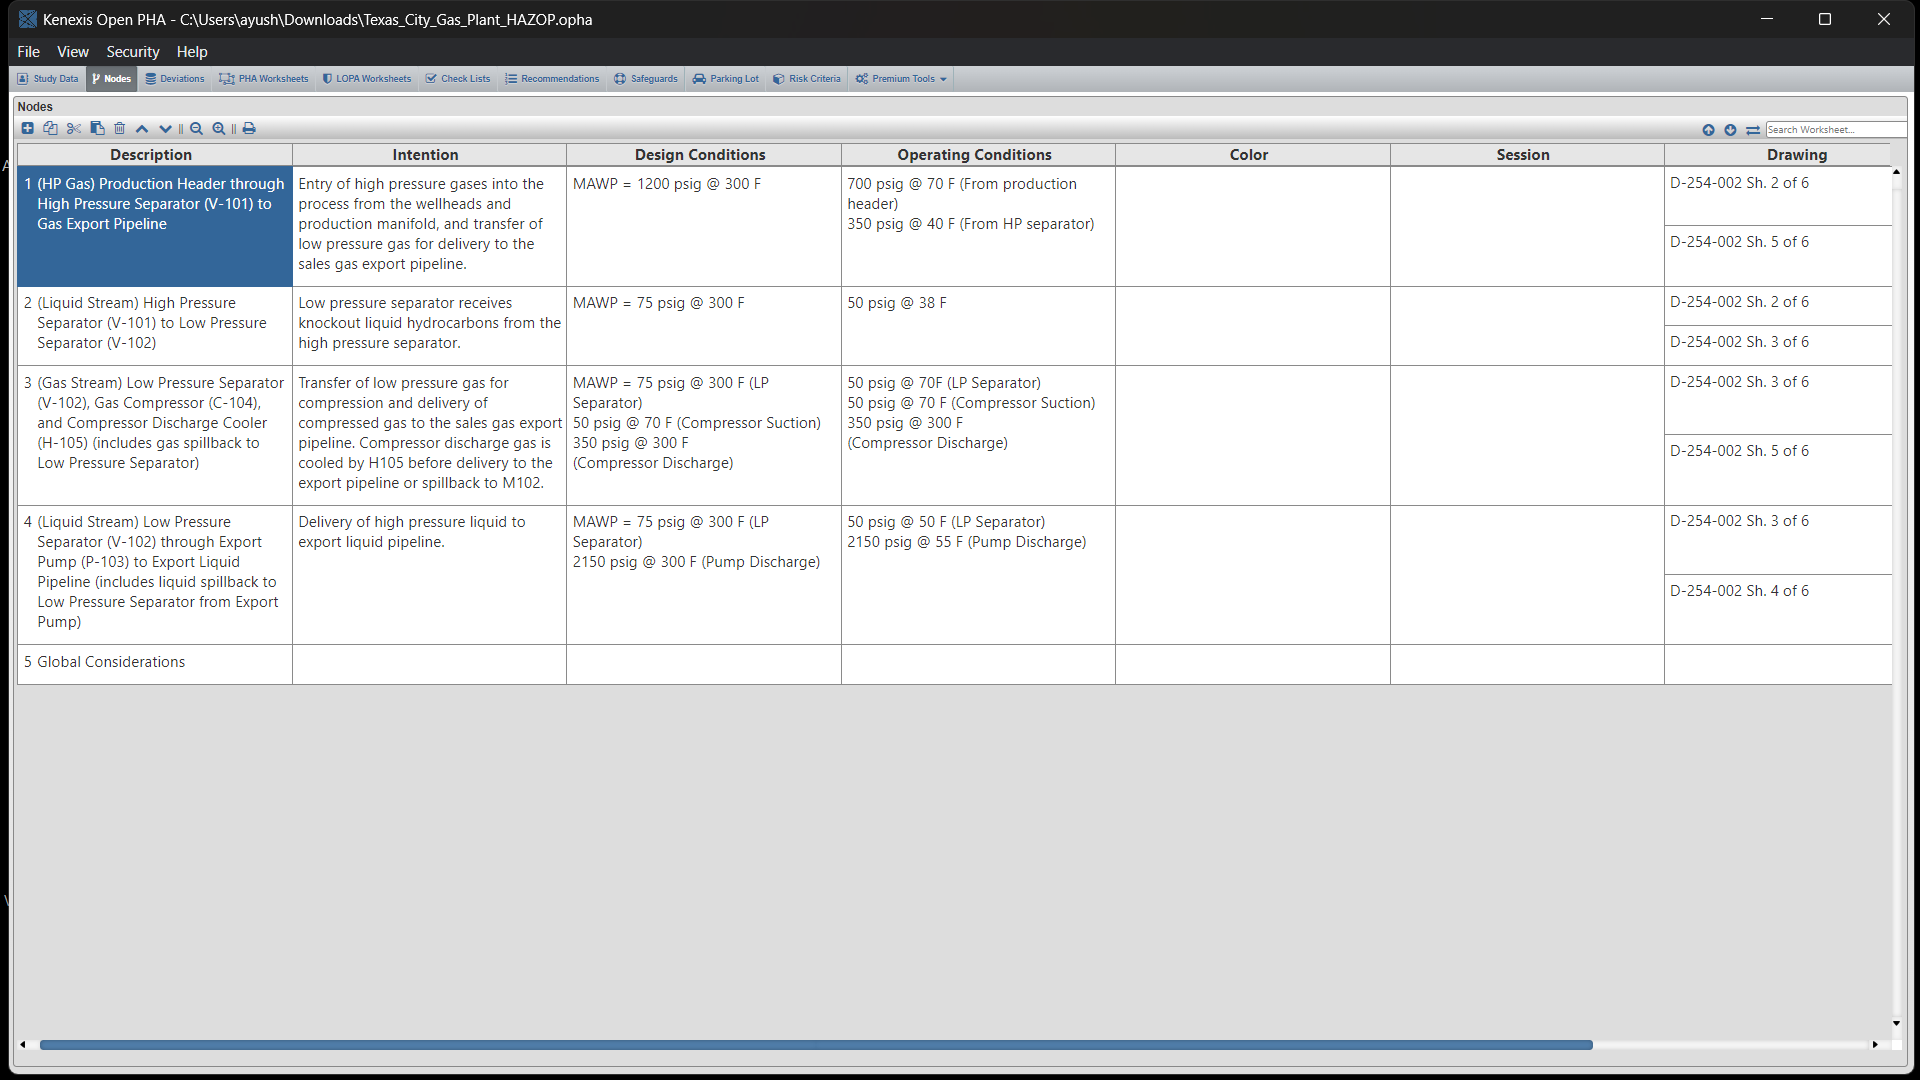 Kenexis Open PHA - C:\Users\ayush\Downloads\Texas_City_Gas_Plant_HAZOP.opha
File View Security Help
Study Data Nodes Deviations PHA Worksheets LOPA Worksheets Check Lists Recommendations Safeguards Parking Lot Risk Criteria Premium Tools
Nodes
Search Worksheet...
Description Intention Design Conditions Operating Conditions Color Session Drawing
1 (HP Gas) Production Header through
High Pressure Separator (V-101) to
Gas Export Pipeline
Entry of high pressure gases into the
process from the wellheads and
production manifold, and transfer of
low pressure gas for delivery to the
sales gas export pipeline.
MAWP = 1200 psig @ 300 F
700 psig @ 70 F (From production
header)
350 psig @ 40 F (From HP separator)
D-254-002 Sh. 2 of 6
D-254-002 Sh. 5 of 6
2 (Liquid Stream) High Pressure
Separator (V-101) to Low Pressure
Separator (V-102)
Low pressure separator receives
knockout liquid hydrocarbons from the
high pressure separator.
MAWP = 75 psig @ 300 F
50 psig @ 38 F
D-254-002 Sh. 2 of 6
D-254-002 Sh. 3 of 6
3 (Gas Stream) Low Pressure Separator
(V-102), Gas Compressor (C-104),
and Compressor Discharge Cooler
(H-105) (includes gas spillback to
Low Pressure Separator)
Transfer of low pressure gas for
compression and delivery of
compressed gas to the sales gas export
pipeline. Compressor discharge gas is
cooled by H105 before delivery to the
export pipeline or spillback to M102.
MAWP = 75 psig @ 300 F (LP
Separator)
50 psig @ 70 F (Compressor Suction)
350 psig @ 300 F
(Compressor Discharge)
50 psig @ 70F (LP Separator)
50 psig @ 70 F (Compressor Suction)
350 psig @ 300 F
(Compressor Discharge)
D-254-002 Sh. 3 of 6
D-254-002 Sh. 5 of 6
4 (Liquid Stream) Low Pressure
Separator (V-102) through Export
Pump (P-103) to Export Liquid
Pipeline (includes liquid spillback to
Low Pressure Separator from Export
Pump)
Delivery of high pressure liquid to
export liquid pipeline.
MAWP = 75 psig @ 300 F (LP
Separator)
2150 psig @ 300 F (Pump Discharge)
50 psig @ 50 F (LP Separator)
2150 psig @ 55 F (Pump Discharge)
D-254-002 Sh. 3 of 6
D-254-002 Sh. 4 of 6
5 Global Considerations